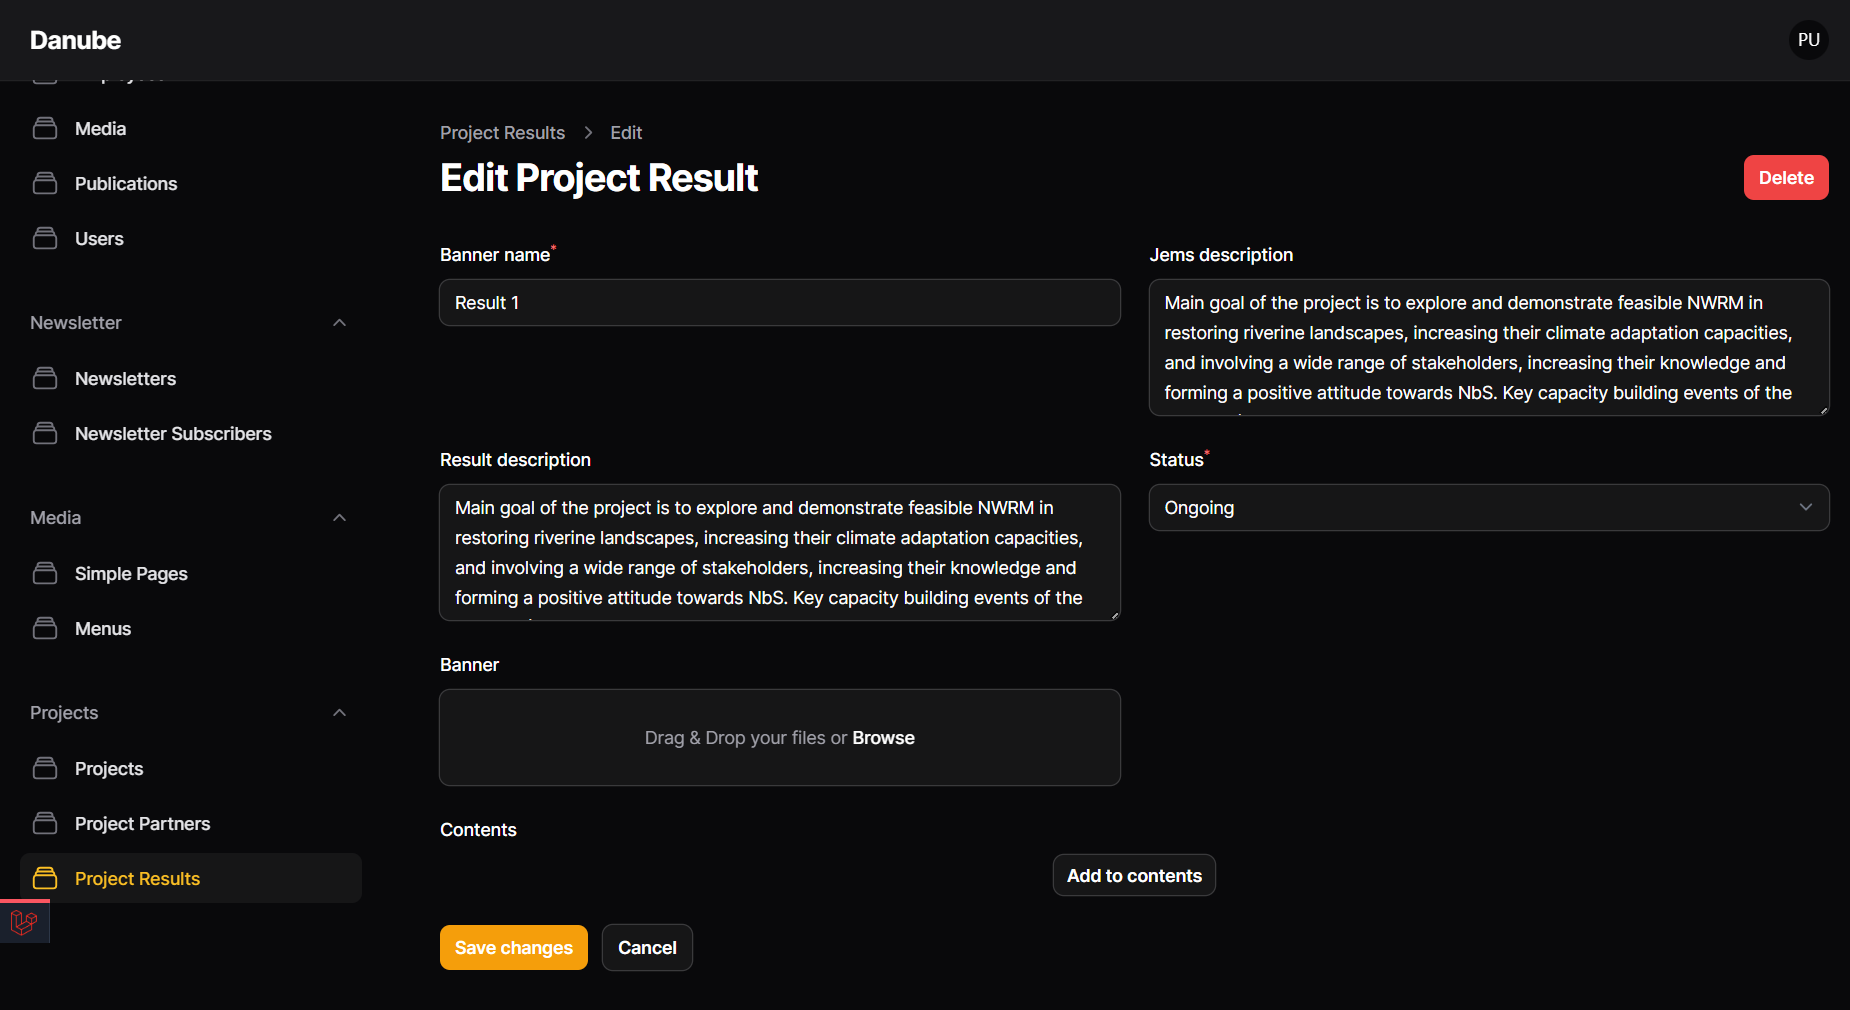 Danube
PU
Media
Publications
Users
Newsletter
Newsletters
Newsletter Subscribers
Media
Simple Pages
Menus
Projects
Projects
Project Partners
Project Results
Project Results > Edit
Edit Project Result
Delete
Banner name*
Result 1
Jems description
Main goal of the project is to explore and demonstrate feasible NWRM in
restoring riverine landscapes, increasing their climate adaptation capacities,
and involving a wide range of stakeholders, increasing their knowledge and
forming a positive attitude towards NbS. Key capacity building events of the
Result description
Main goal of the project is to explore and demonstrate feasible NWRM in
restoring riverine landscapes, increasing their climate adaptation capacities,
and involving a wide range of stakeholders, increasing their knowledge and
forming a positive attitude towards NbS. Key capacity building events of the
Status*
Ongoing
Banner
Drag & Drop your files or Browse
Contents
Add to contents
Save changes
Cancel